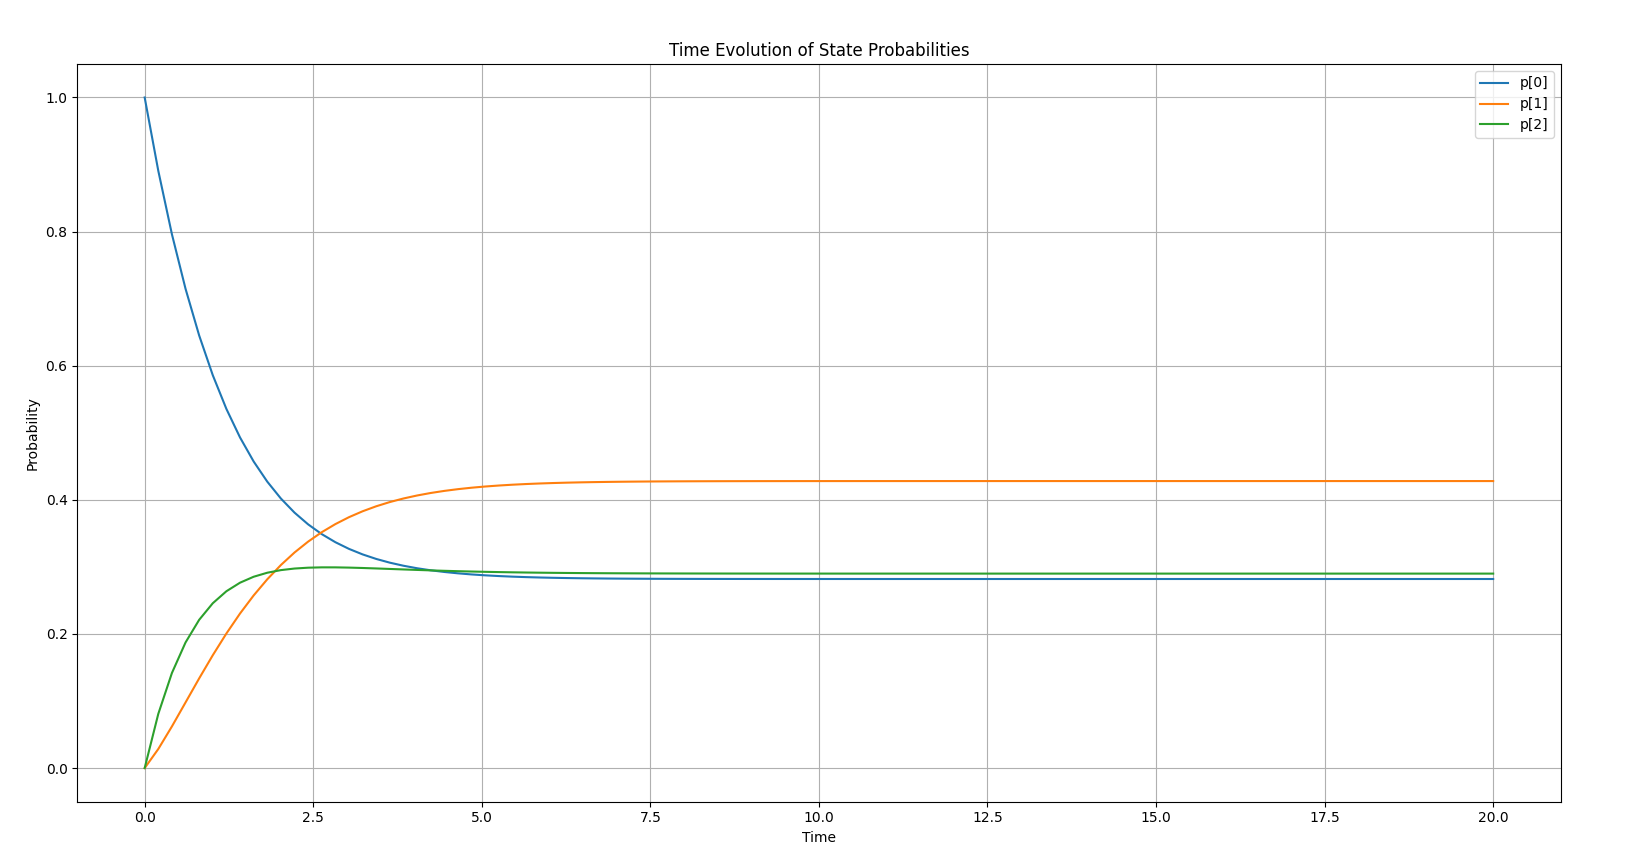 Time Evolution of State Probabilities
p[0]
p[1]
p[2]
1.0
0.8
0.6
0.4
0.2
0.0
Probability
0.0 2.5 5.0 7.5 10.0 12.5 15.0 17.5 20.0
Time